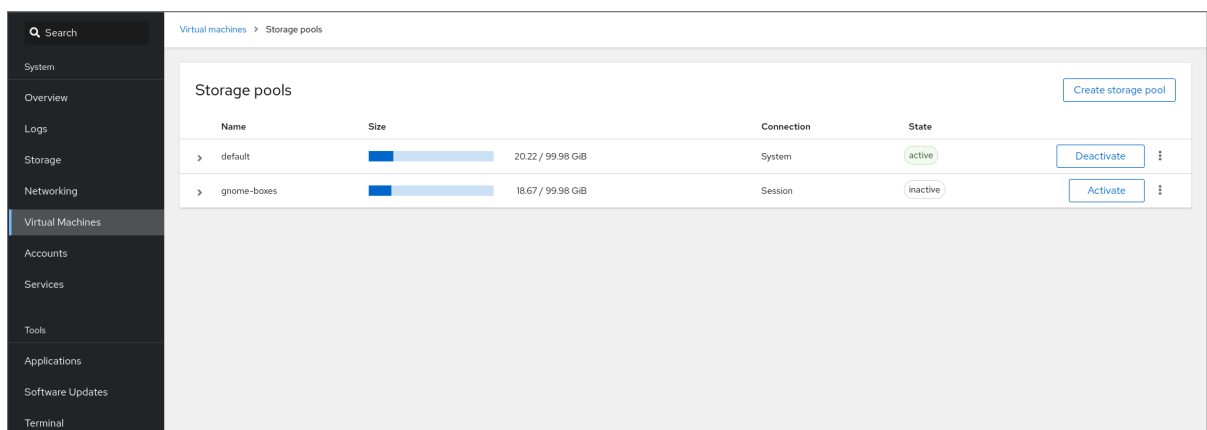 Search
System
Overview
Logs
Storage
Networking
Virtual Machines
Accounts
Services
Tools
Applications
Software Updates
Terminal
Virtual machines > Storage pools
Storage pools
Create storage pool
Name Size Connection State
default 20.22 / 99.98 GiB System active Deactivate
gnome-boxes 18.67 / 99.98 GiB Session inactive Activate